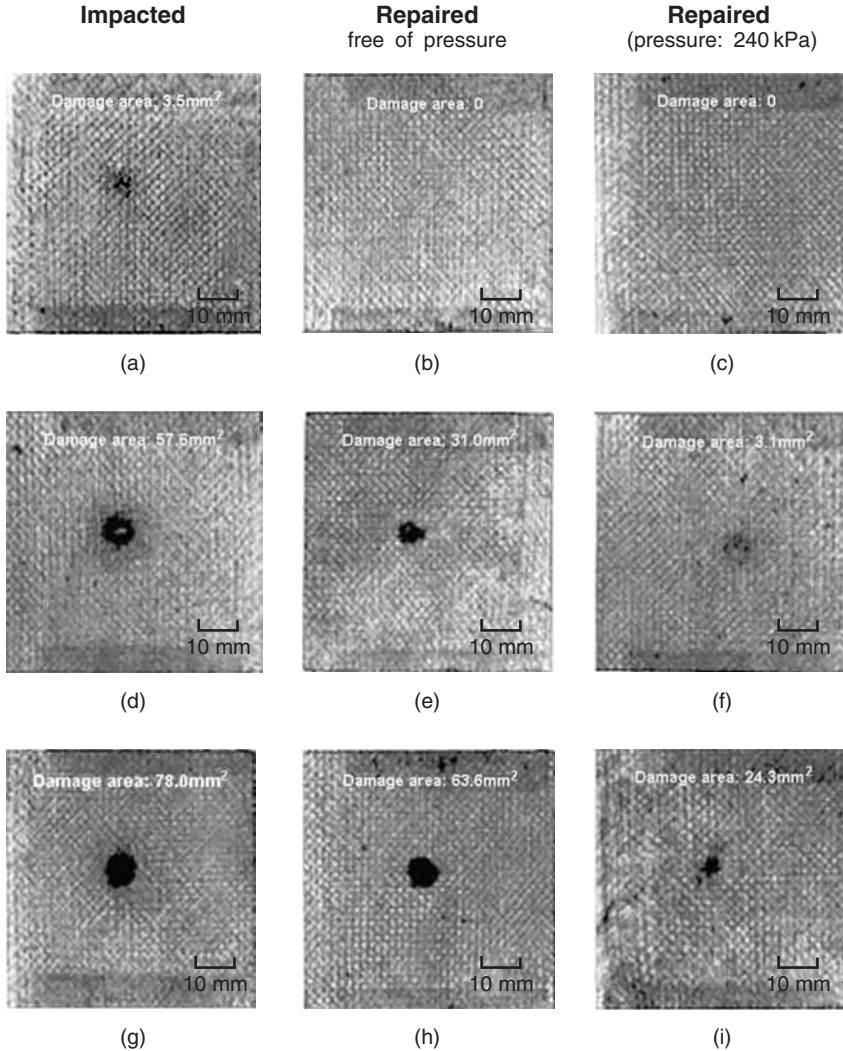 Impacted
Repaired
free of pressure
Repaired
(pressure: 240 kPa)
Damage area: 3.5mm²
10 mm
(a)
Damage area: 0
10 mm
(b)
Damage area: 0
10 mm
(c)
Damage area: 57.6mm²
10 mm
(d)
Damage area: 31.0mm²
10 mm
(e)
Damage area: 3.1mm²
10 mm
(f)
Damage area: 78.0mm²
10 mm
(g)
Damage area: 63.6mm²
10 mm
(h)
Damage area: 24.3mm²
10 mm
(i)